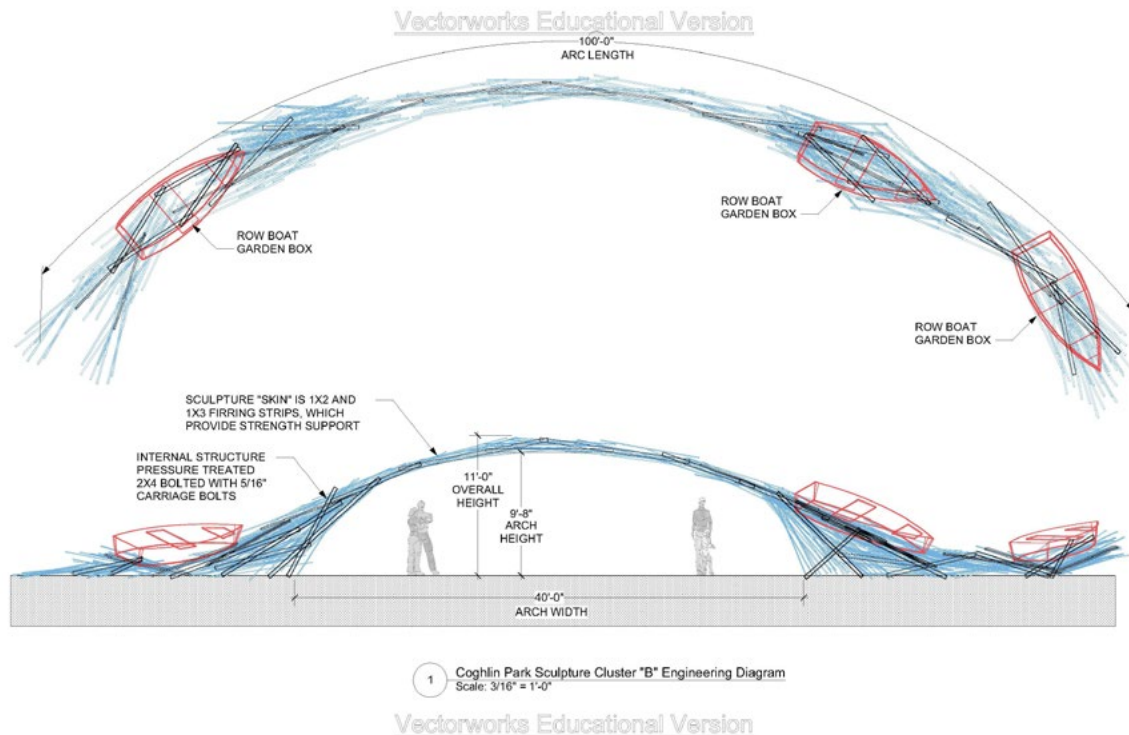 Vectorworks Educational Version
100'-0"
ARC LENGTH
ROW BOAT
GARDEN BOX
ROW BOAT
GARDEN BOX
ROW BOAT
GARDEN BOX
SCULPTURE "SKIN" IS 1X2 AND
1X3 FIRRING STRIPS, WHICH
PROVIDE STRENGTH SUPPORT
INTERNAL STRUCTURE
PRESSURE TREATED
2X4 BOLTED WITH 5/16"
CARRIAGE BOLTS
11'-0"
OVERALL
HEIGHT
9'-8"
ARCH
HEIGHT
40'-0"
ARCH WIDTH
1
Coghlin Park Sculpture Cluster "B" Engineering Diagram
Scale: 3/16" = 1'-0"
Vectorworks Educational Version